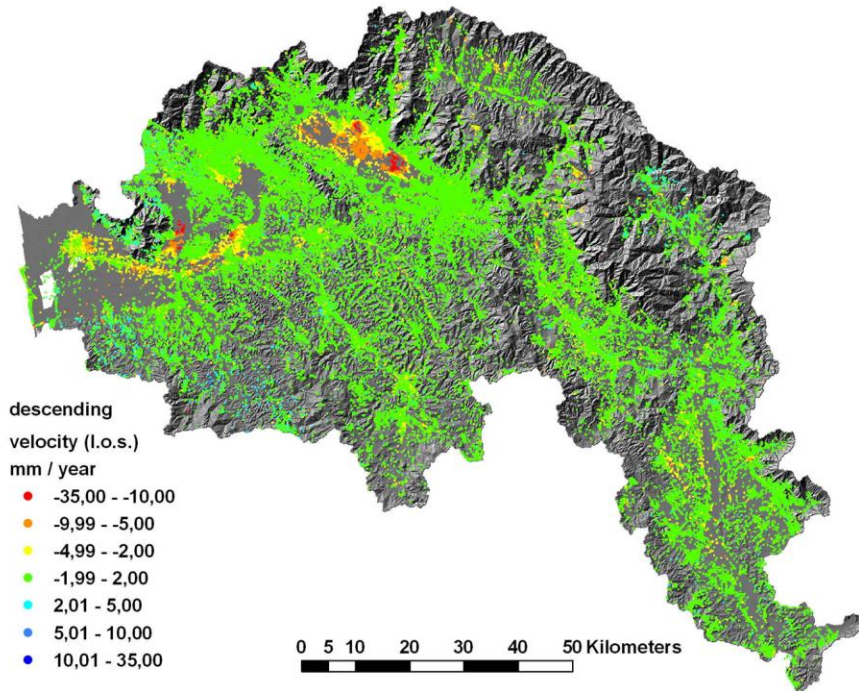 descending
velocity (l.o.s.)
mm / year
-35,00 - -10,00
-9,99 - -5,00
-4,99 - -2,00
-1,99 - 2,00
2,01 - 5,00
5,01 - 10,00
10,01 - 35,00
0 5 10 20 30 40 50 Kilometers